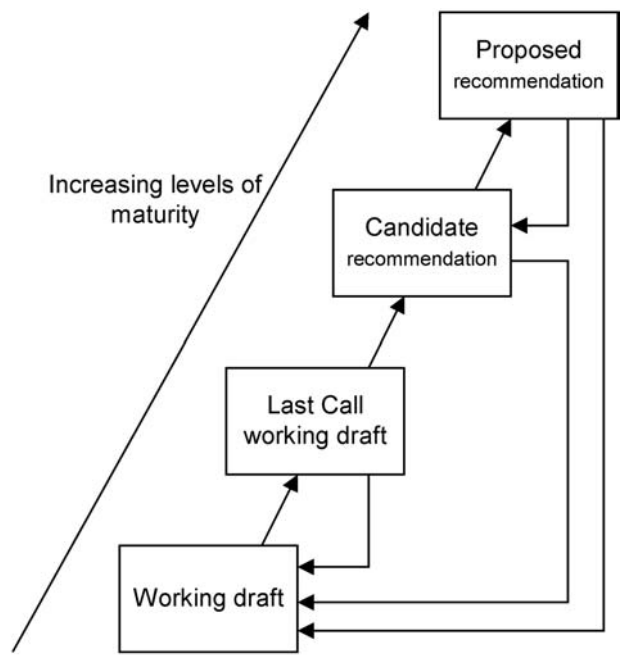 Proposed
recommendation
Increasing levels of
maturity
Candidate
recommendation
Last Call
working draft
Working draft